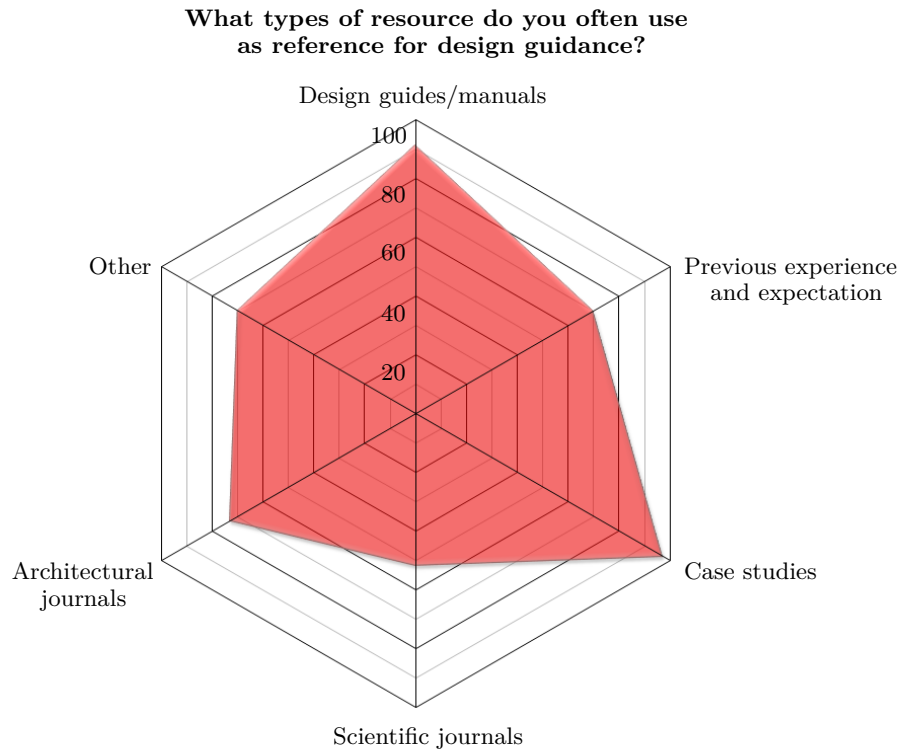 What types of resource do you often use
as reference for design guidance?
Design guides/manuals
100
80
60
40
20
Other
Previous experience
and expectation
Architectural
journals
Case studies
Scientific journals